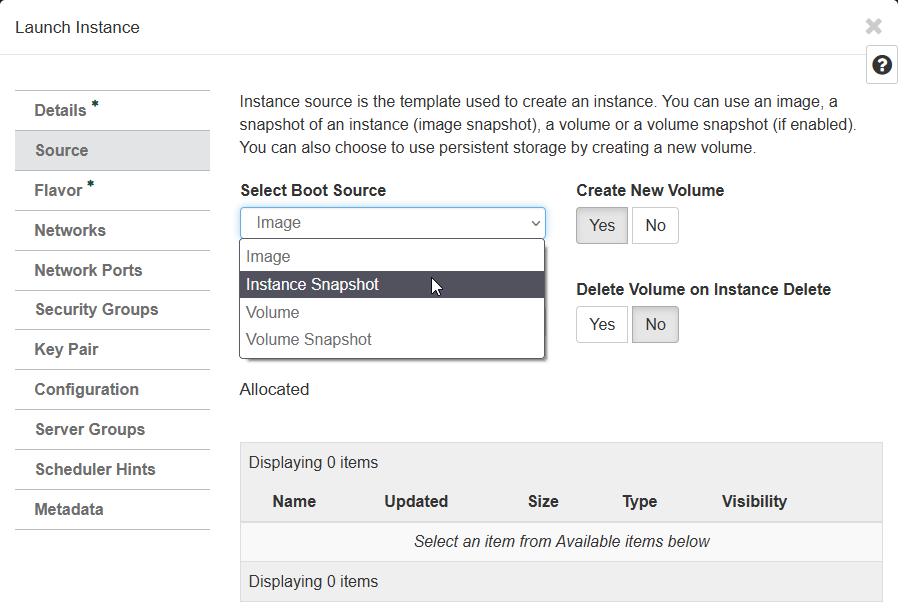 Launch Instance
×
?
Details *
Source
Flavor *
Networks
Network Ports
Security Groups
Key Pair
Configuration
Server Groups
Scheduler Hints
Metadata
Instance source is the template used to create an instance. You can use an image, a
snapshot of an instance (image snapshot), a volume or a volume snapshot (if enabled).
You can also choose to use persistent storage by creating a new volume.
Select Boot Source
Image
Image
Instance Snapshot
Volume
Volume Snapshot
Create New Volume
Yes No
Delete Volume on Instance Delete
Yes No
Allocated
Displaying 0 items
Name Updated Size Type Visibility
Select an item from Available items below
Displaying 0 items